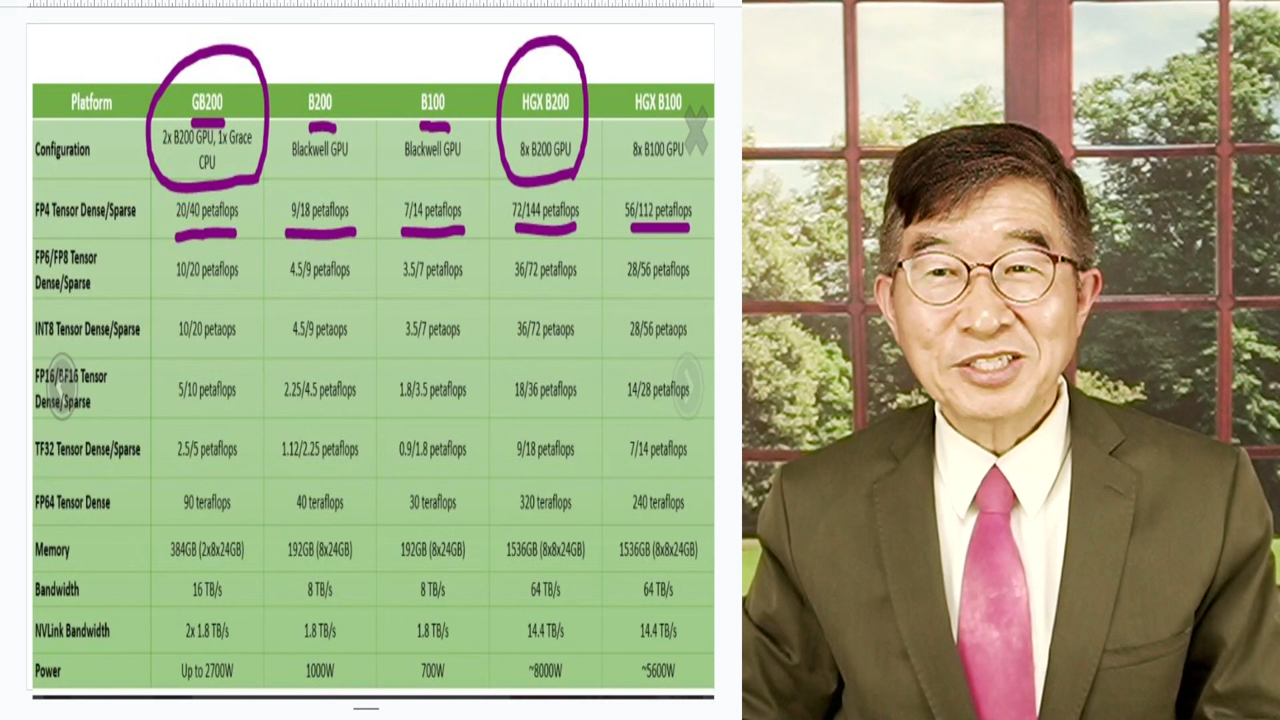 Platform GB200 B200 B100 HGX B200 HGX B100
Configuration 2x B200 GPU, 1x Grace CPU Blackwell GPU Blackwell GPU 8x B200 GPU 8x B100 GPU
FP4 Tensor Dense/Sparse 20/40 petaflops 9/18 petaflops 7/14 petaflops 72/144 petaflops 56/112 petaflops
FP6/FP8 Tensor Dense/Sparse 10/20 petaflops 4.5/9 petaflops 3.5/7 petaflops 36/72 petaflops 28/56 petaflops
INT8 Tensor Dense/Sparse 10/20 petaops 4.5/9 petaops 3.5/7 petaops 36/72 petaops 28/56 petaops
FP16/BF16 Tensor Dense/Sparse 5/10 petaflops 2.25/4.5 petaflops 1.8/3.5 petaflops 18/36 petaflops 14/28 petaflops
TF32 Tensor Dense/Sparse 2.5/5 petaflops 1.12/2.25 petaflops 0.9/1.8 petaflops 9/18 petaflops 7/14 petaflops
FP64 Tensor Dense 90 teraflops 40 teraflops 30 teraflops 320 teraflops 240 teraflops
Memory 384GB (2x8x24GB) 192GB (8x24GB) 192GB (8x24GB) 1536GB (8x8x24GB) 1536GB (8x8x24GB)
Bandwidth 16 TB/s 8 TB/s 8 TB/s 64 TB/s 64 TB/s
NVLink Bandwidth 2x 1.8 TB/s 1.8 TB/s 1.8 TB/s 14.4 TB/s 14.4 TB/s
Power Up to 2700W 1000W 700W ~8000W ~5600W